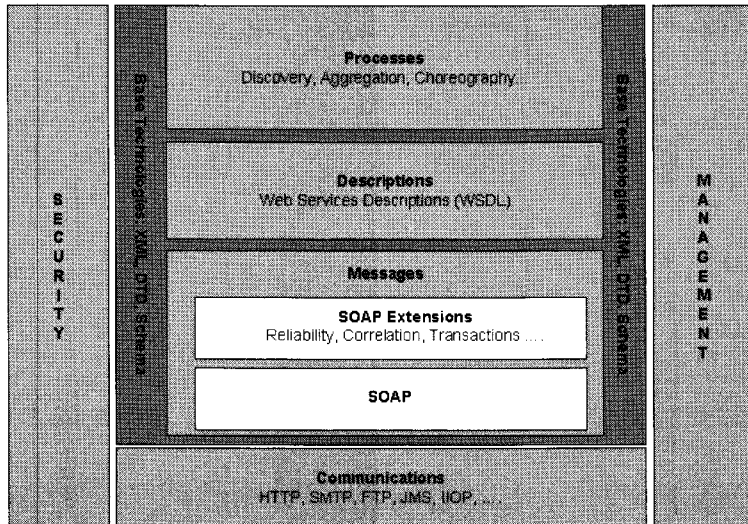 Processes
Discovery, Aggregation, Choreography
Descriptions
Web Services Descriptions (WSDL)
Messages
SOAP Extensions
Reliability, Correlation, Transactions ....
SOAP
Communications
HTTP, SMTP, FTP, JMS, IIOP, ....
SECURITY
Base Technologies: XML, DTD, Schema
Base Technologies: XML, DTD, Schema
MANAGEMENT